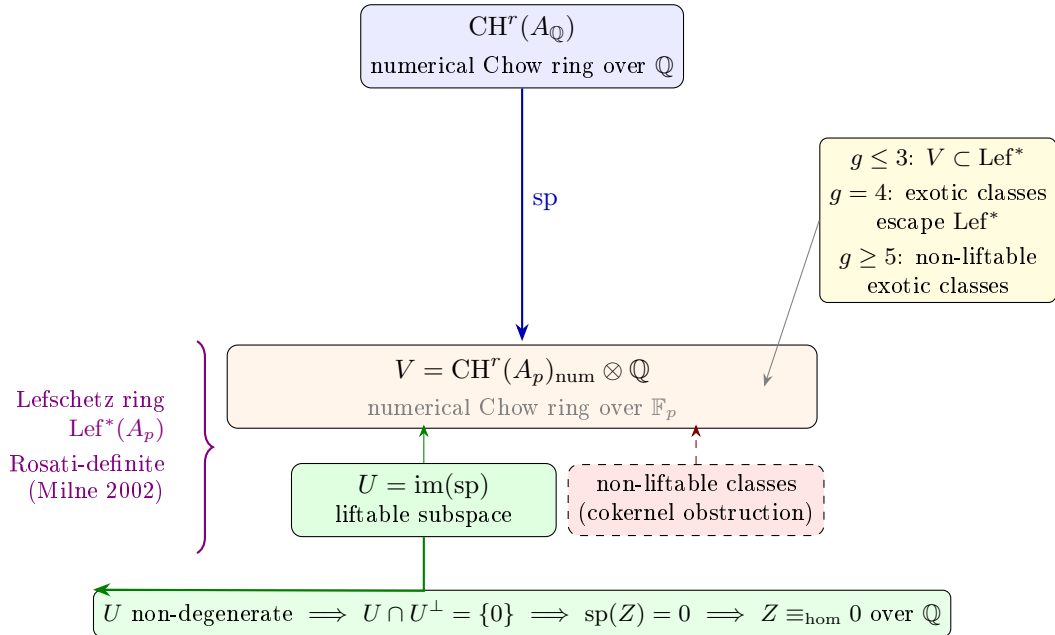 CHʳ(A_ℚ)
numerical Chow ring over ℚ
sp
g ≤ 3: V ⊂ Lef*
g = 4: exotic classes
escape Lef*
g ≥ 5: non-liftable
exotic classes
V = CHʳ(A_p)_num ⊗ ℚ
numerical Chow ring over 𝔽_p
Lefschetz ring
Lef*(A_p)
Rosati-definite
(Milne 2002)
U = im(sp)
liftable subspace
non-liftable classes
(cokernel obstruction)
U non-degenerate ⟹ U ∩ U^⊥ = {0} ⟹ sp(Z) = 0 ⟹ Z ≡_hom 0 over ℚ